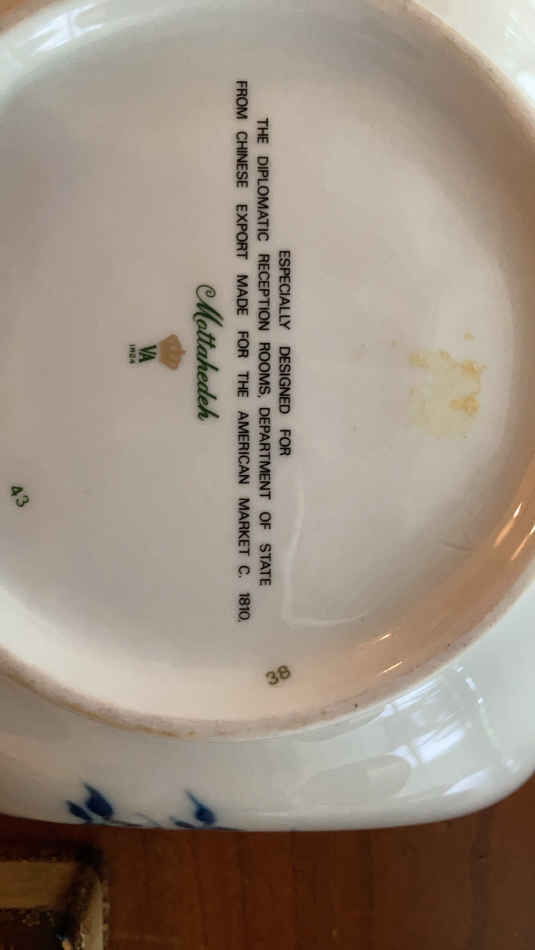 ESPECIALLY DESIGNED FOR
THE DIPLOMATIC RECEPTION ROOMS, DEPARTMENT OF STATE
FROM CHINESE EXPORT MADE FOR THE AMERICAN MARKET C. 1810.
Mottahedeh
VA
1824
38
43